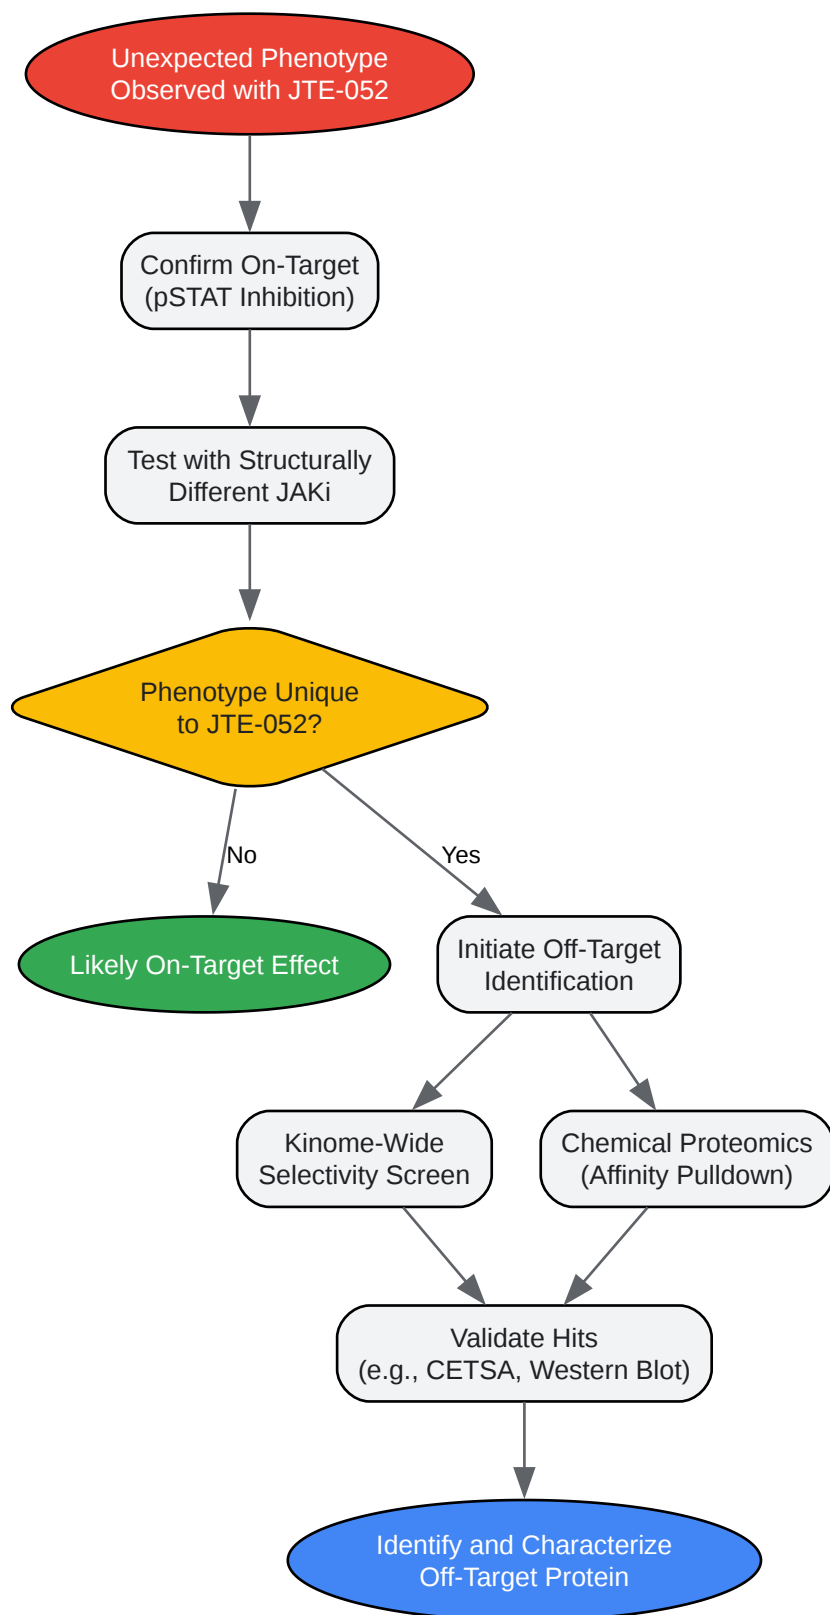 Unexpected Phenotype
Observed with JTE-052
Confirm On-Target
(pSTAT Inhibition)
Test with Structurally
Different JAKi
Phenotype Unique
to JTE-052?
No
Yes
Likely On-Target Effect
Initiate Off-Target
Identification
Kinome-Wide
Selectivity Screen
Chemical Proteomics
(Affinity Pulldown)
Validate Hits
(e.g., CETSA, Western Blot)
Identify and Characterize
Off-Target Protein